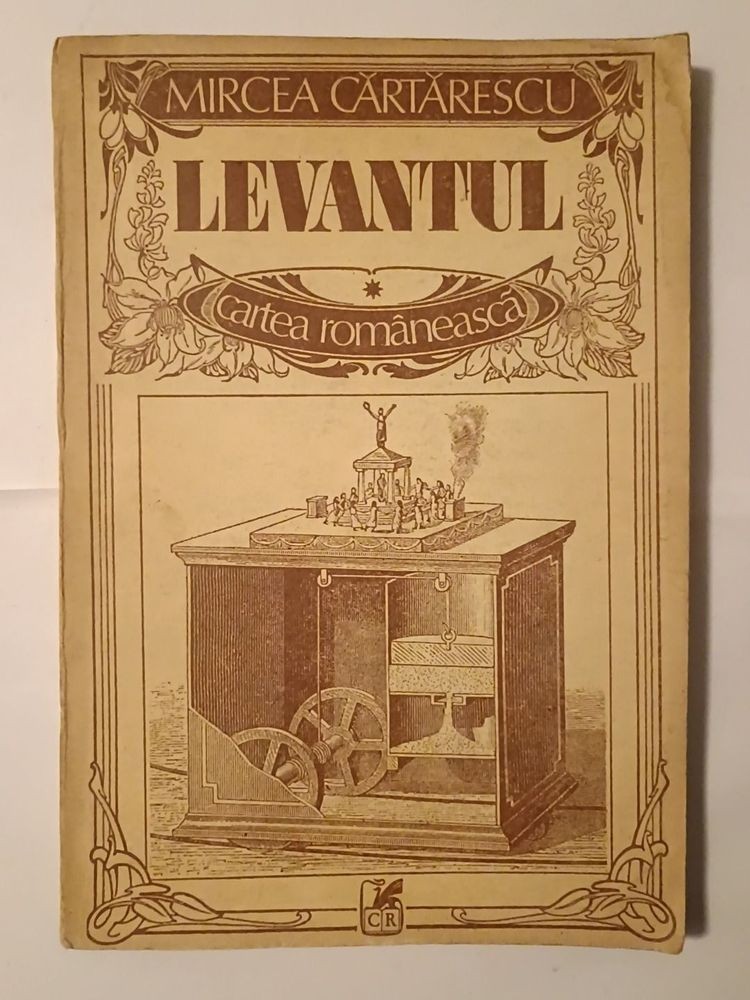 MIRCEA CĂRTĂRESCU
LEVANTUL
cartea românească
CR